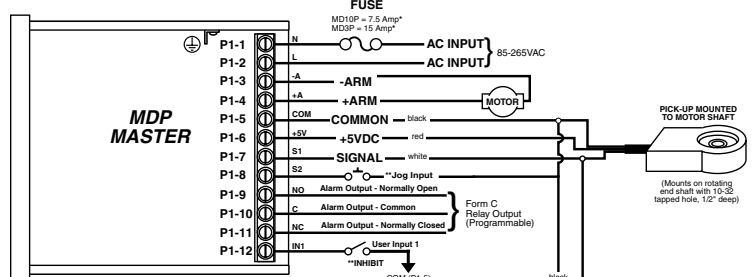 FUSE
MD10P = 7.5 Amp*
MD3P = 15 Amp*
P1-1 N AC INPUT
85-265VAC
P1-2 L AC INPUT
P1-3 -A -ARM
P1-4 +A +ARM MOTOR
MDP
MASTER
P1-5 COM COMMON black
P1-6 +5V +5VDC red
P1-7 S1 SIGNAL white
P1-8 S2 **Jog Input
P1-9 NO Alarm Output - Normally Open
P1-10 C Alarm Output - Common
P1-11 NC Alarm Output - Normally Closed
Form C
Relay Output
(Programmable)
P1-12 IN1 User Input 1
**INHIBIT
COM (P1-5)
black
PICK-UP MOUNTED
TO MOTOR SHAFT
(Mounts on rotating
end shaft with 10-32
tapped hole, 1/2" deep)